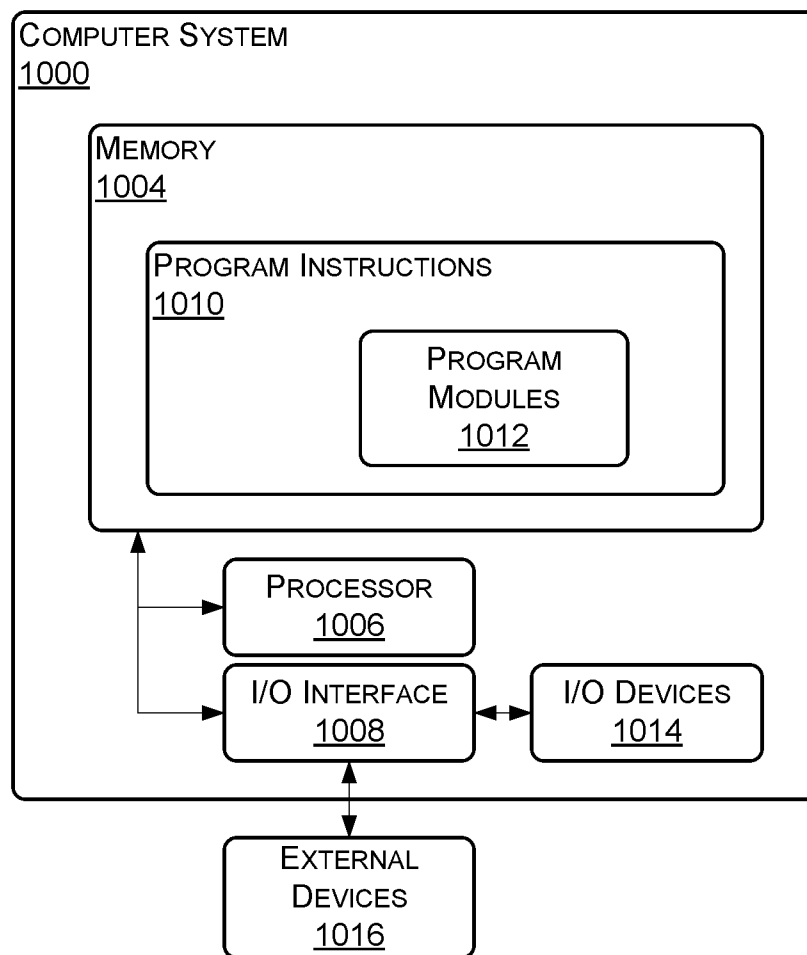 COMPUTER SYSTEM
1000
MEMORY
1004
PROGRAM INSTRUCTIONS
1010
PROGRAM
MODULES
1012
PROCESSOR
1006
I/O INTERFACE
1008
I/O DEVICES
1014
EXTERNAL
DEVICES
1016